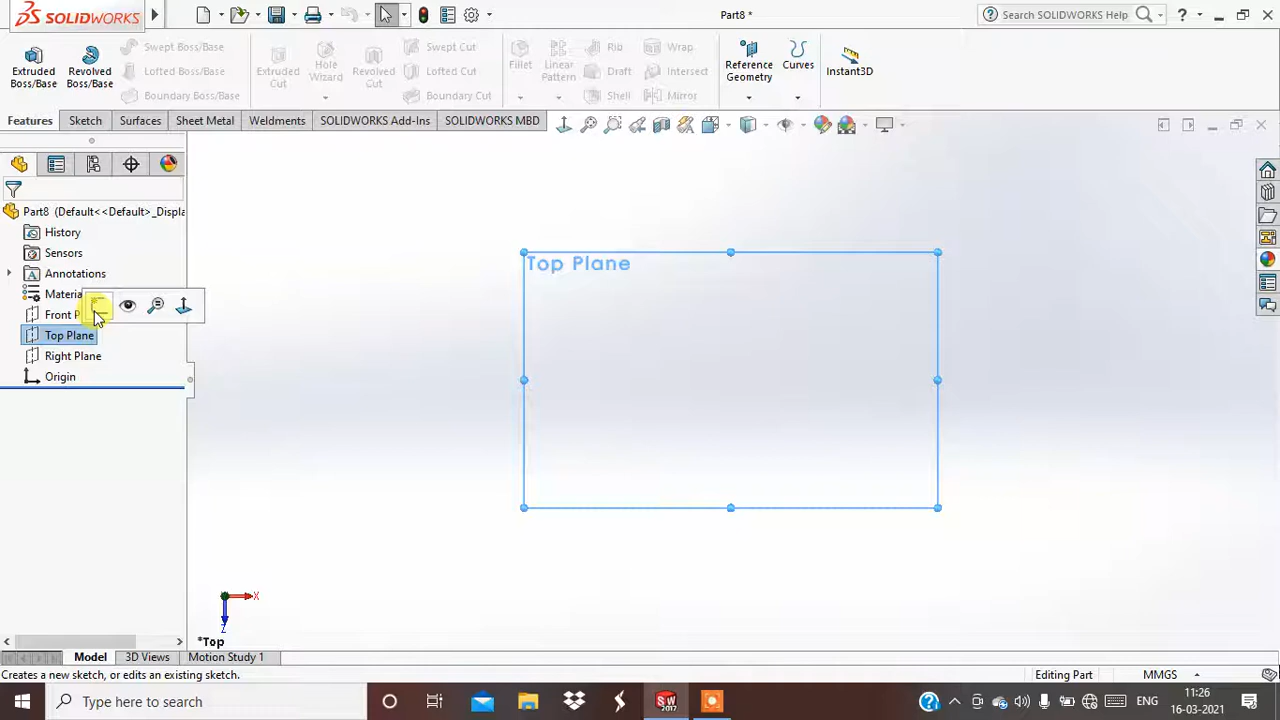 SOLIDWORKS
Part8 *
Search SOLIDWORKS Help
?
Extruded Boss/Base
Revolved Boss/Base
Swept Boss/Base
Lofted Boss/Base
Boundary Boss/Base
Extruded Cut
Hole Wizard
Revolved Cut
Swept Cut
Lofted Cut
Boundary Cut
Fillet
Linear Pattern
Rib
Draft
Shell
Wrap
Intersect
Mirror
Reference Geometry
Curves
Instant3D
Features
Sketch
Surfaces
Sheet Metal
Weldments
SOLIDWORKS Add-Ins
SOLIDWORKS MBD
Part8 (Default<<Default>_Displa
History
Sensors
Annotations
Materia
Front P
Top Plane
Right Plane
Origin
Top Plane
X
Z
*Top
Model
3D Views
Motion Study 1
Creates a new sketch, or edits an existing sketch.
Editing Part
MMGS
Type here to search
SW
2017
ENG
11:26
16-03-2021